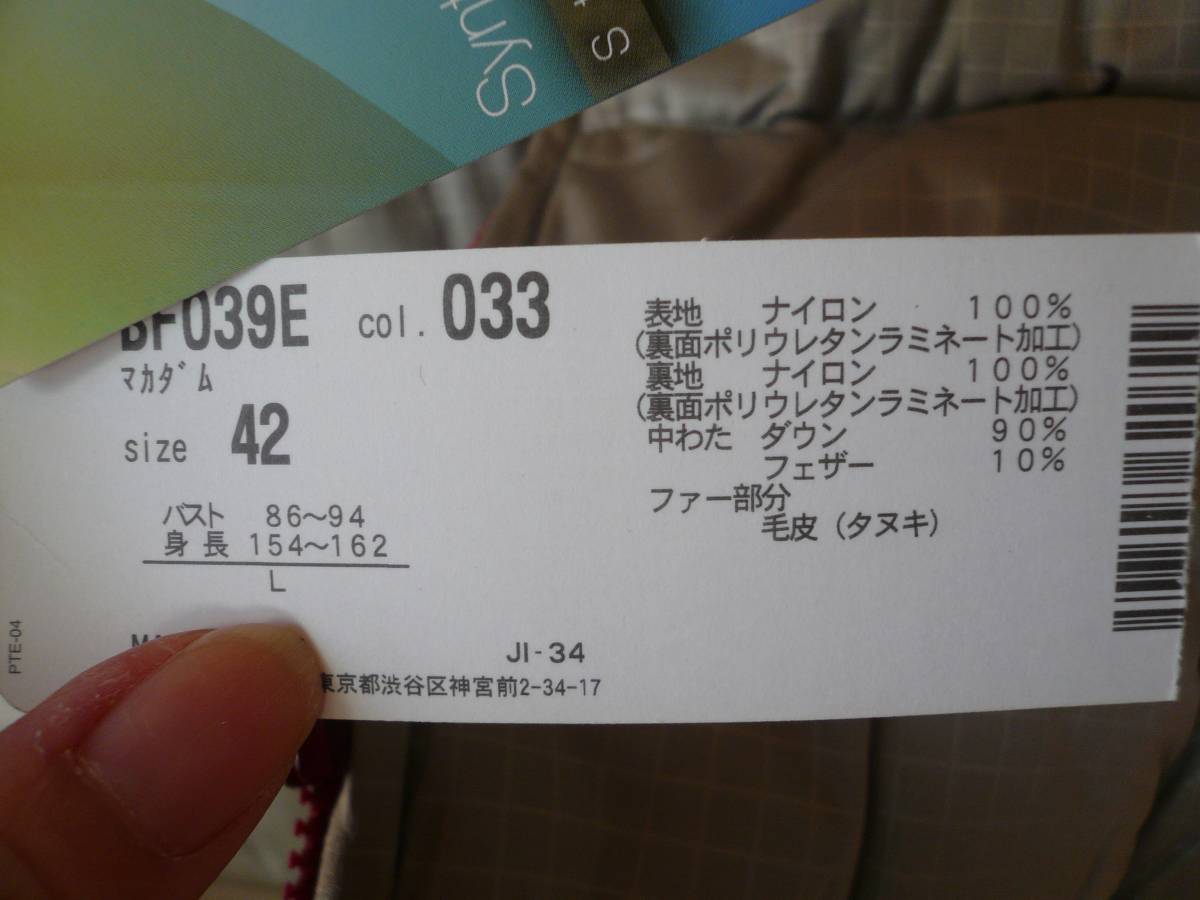 S
BF039E col. 033
マカダム
size 42
バスト 86〜94
身長 154〜162
L
表地 ナイロン 100%
(裏面ポリウレタンラミネート加工)
裏地 ナイロン 100%
(裏面ポリウレタンラミネート加工)
中わた ダウン 90%
フェザー 10%
ファー部分
毛皮(タヌキ)
JI-34
東京都渋谷区神宮前2-34-17
PTE-04